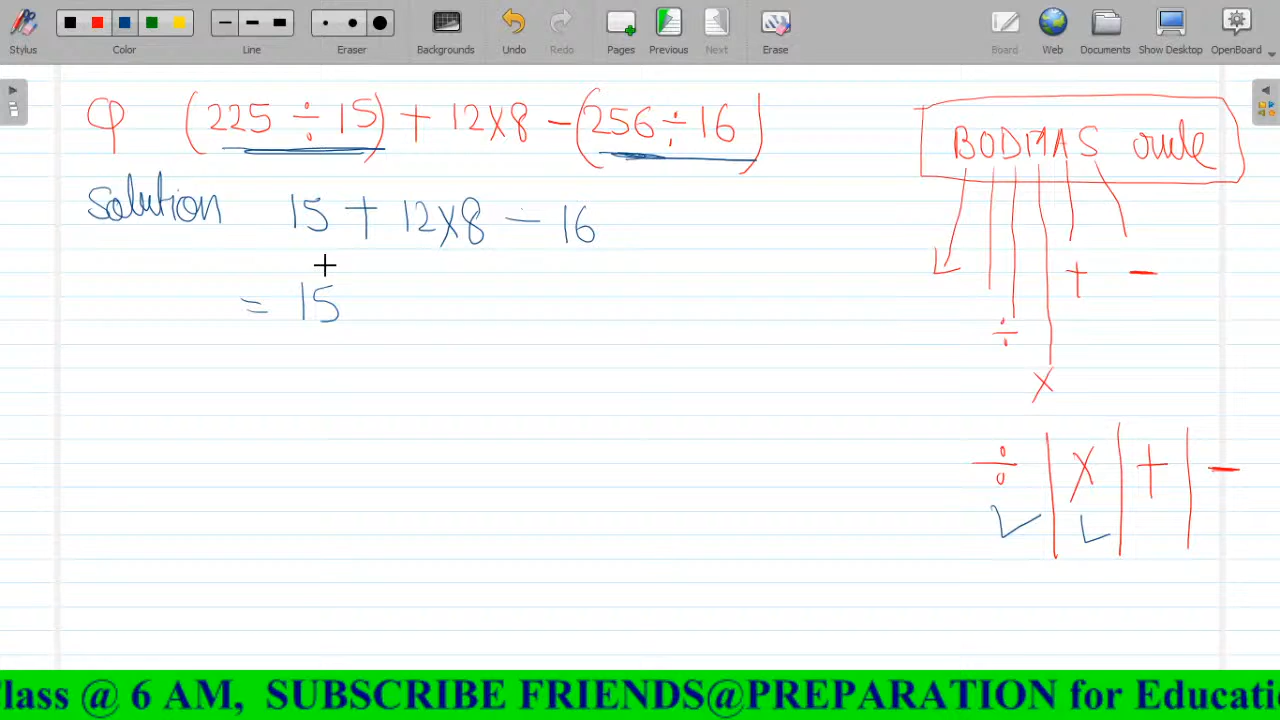 Stylus Color Line Eraser Backgrounds Undo Redo Pages Previous Next Erase Board Web Documents Show Desktop OpenBoard
Q (225 ÷ 15) + 12×8 - (256 ÷ 16)
BODMAS rule
Solution 15 + 12×8 - 16
+ -
= 15
÷
×
÷ | × | + | -
Class @ 6 AM, SUBSCRIBE FRIENDS@PREPARATION for Educati